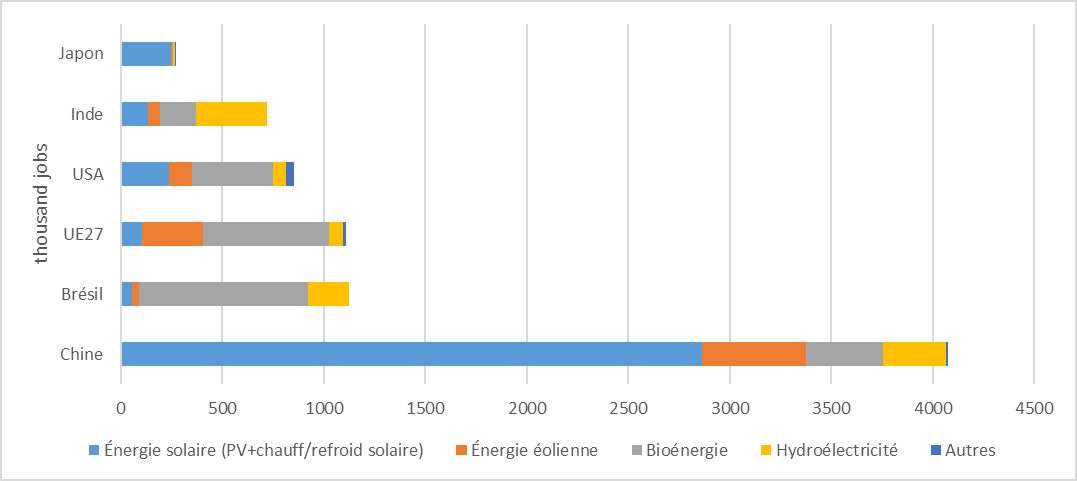 thousand jobs
Japon
Inde
USA
UE27
Brésil
Chine
0 500 1000 1500 2000 2500 3000 3500 4000 4500
Énergie solaire (PV+chauff/refroid solaire) Énergie éolienne Bioénergie Hydroélectricité Autres